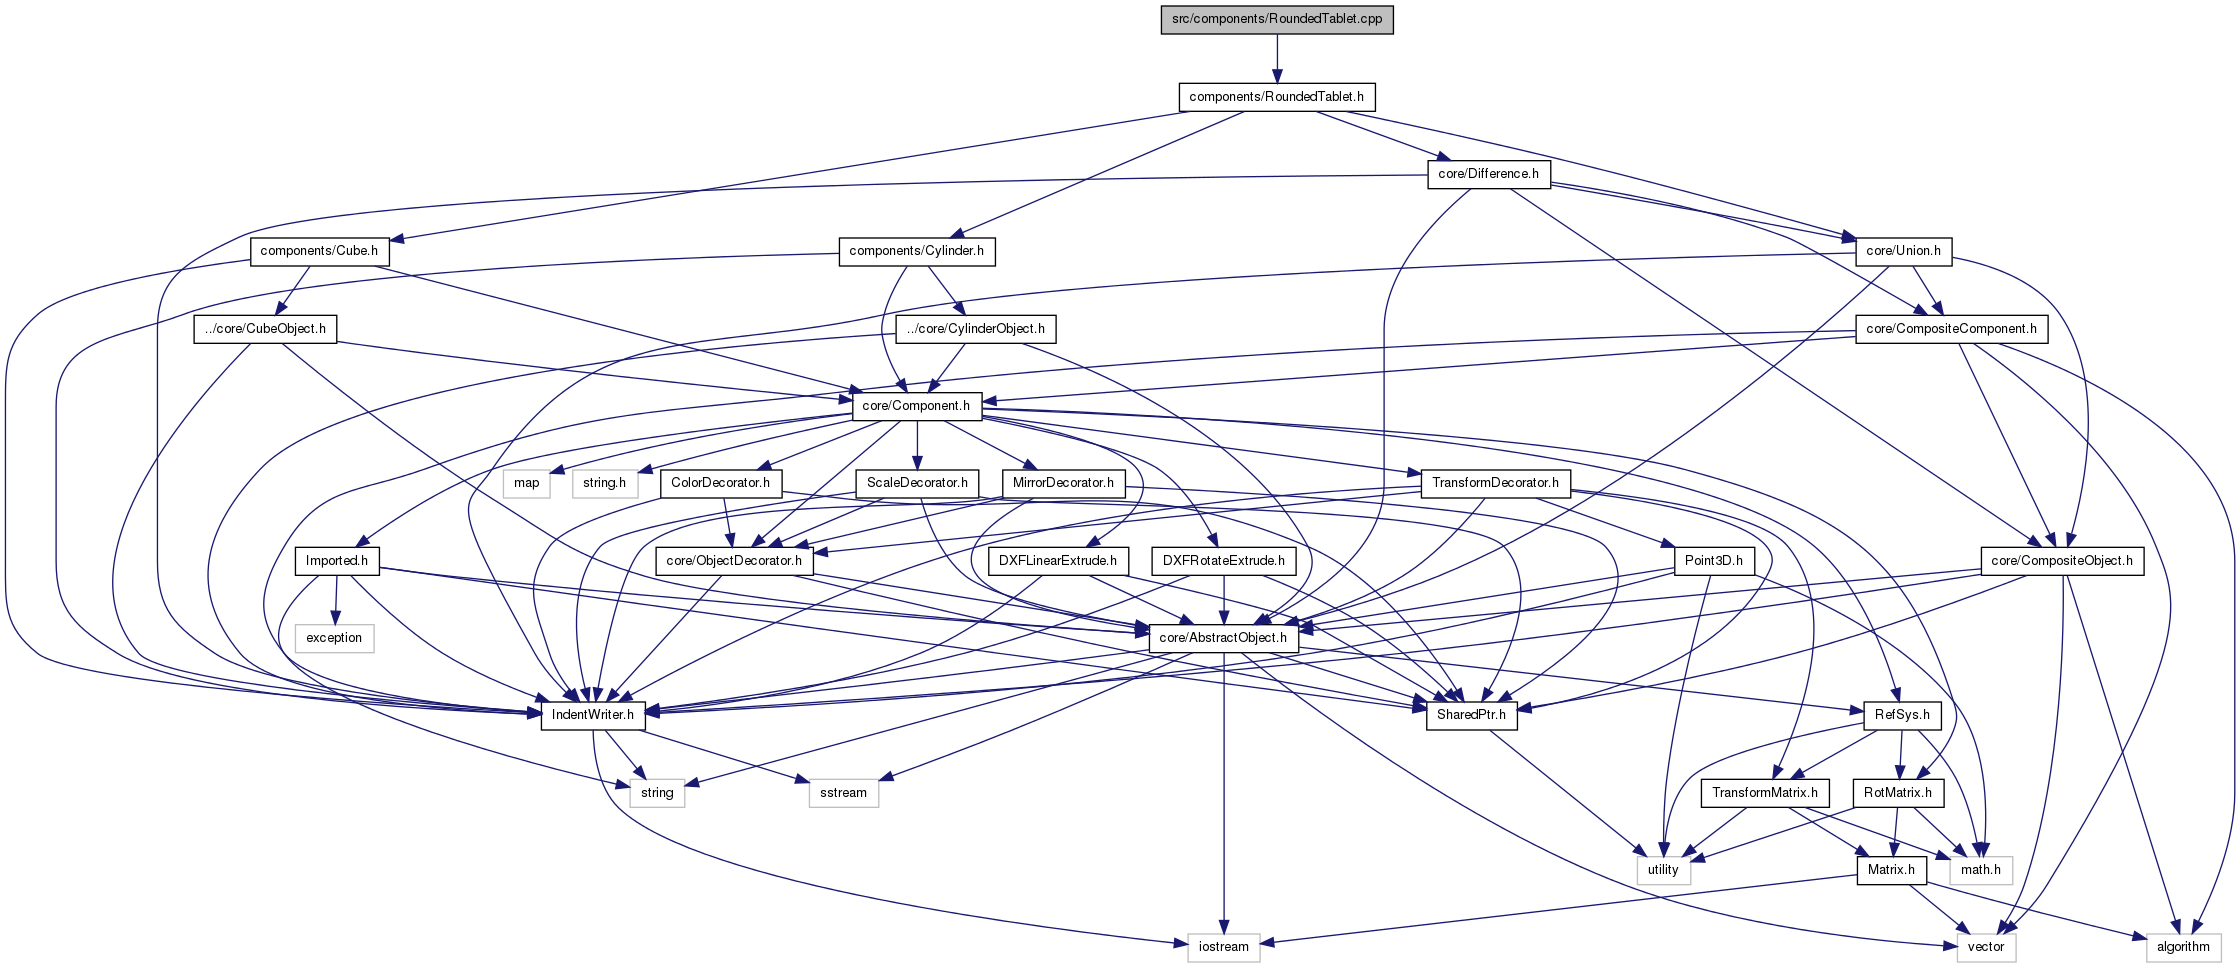 src/components/RoundedTablet.cpp
components/RoundedTablet.h
core/Difference.h
components/Cube.h
components/Cylinder.h
core/Union.h
../core/CubeObject.h
../core/CylinderObject.h
core/CompositeComponent.h
core/Component.h
map
string.h
ColorDecorator.h
ScaleDecorator.h
MirrorDecorator.h
TransformDecorator.h
Imported.h
core/ObjectDecorator.h
DXFLinearExtrude.h
DXFRotateExtrude.h
Point3D.h
core/CompositeObject.h
exception
core/AbstractObject.h
IndentWriter.h
SharedPtr.h
RefSys.h
string
sstream
TransformMatrix.h
RotMatrix.h
utility
Matrix.h
math.h
iostream
vector
algorithm